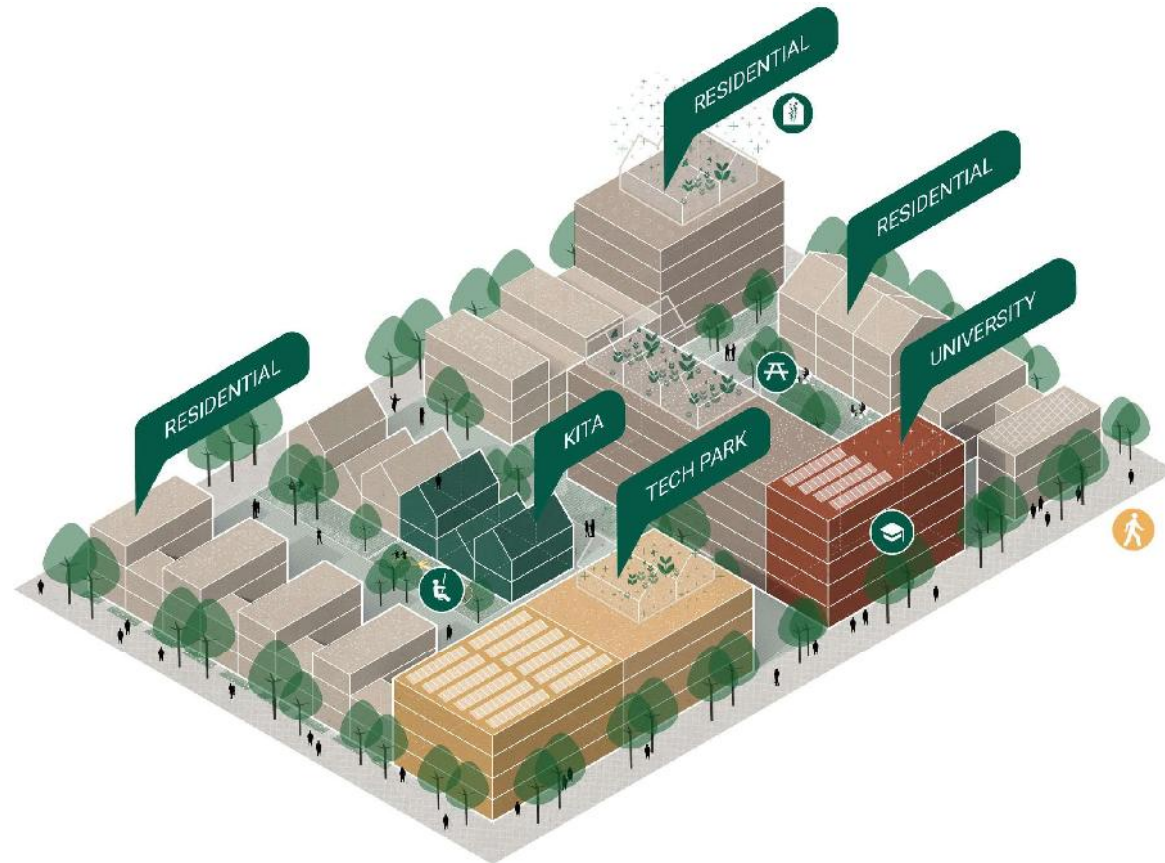 RESIDENTIAL
RESIDENTIAL
UNIVERSITY
RESIDENTIAL
KITA
TECH PARK